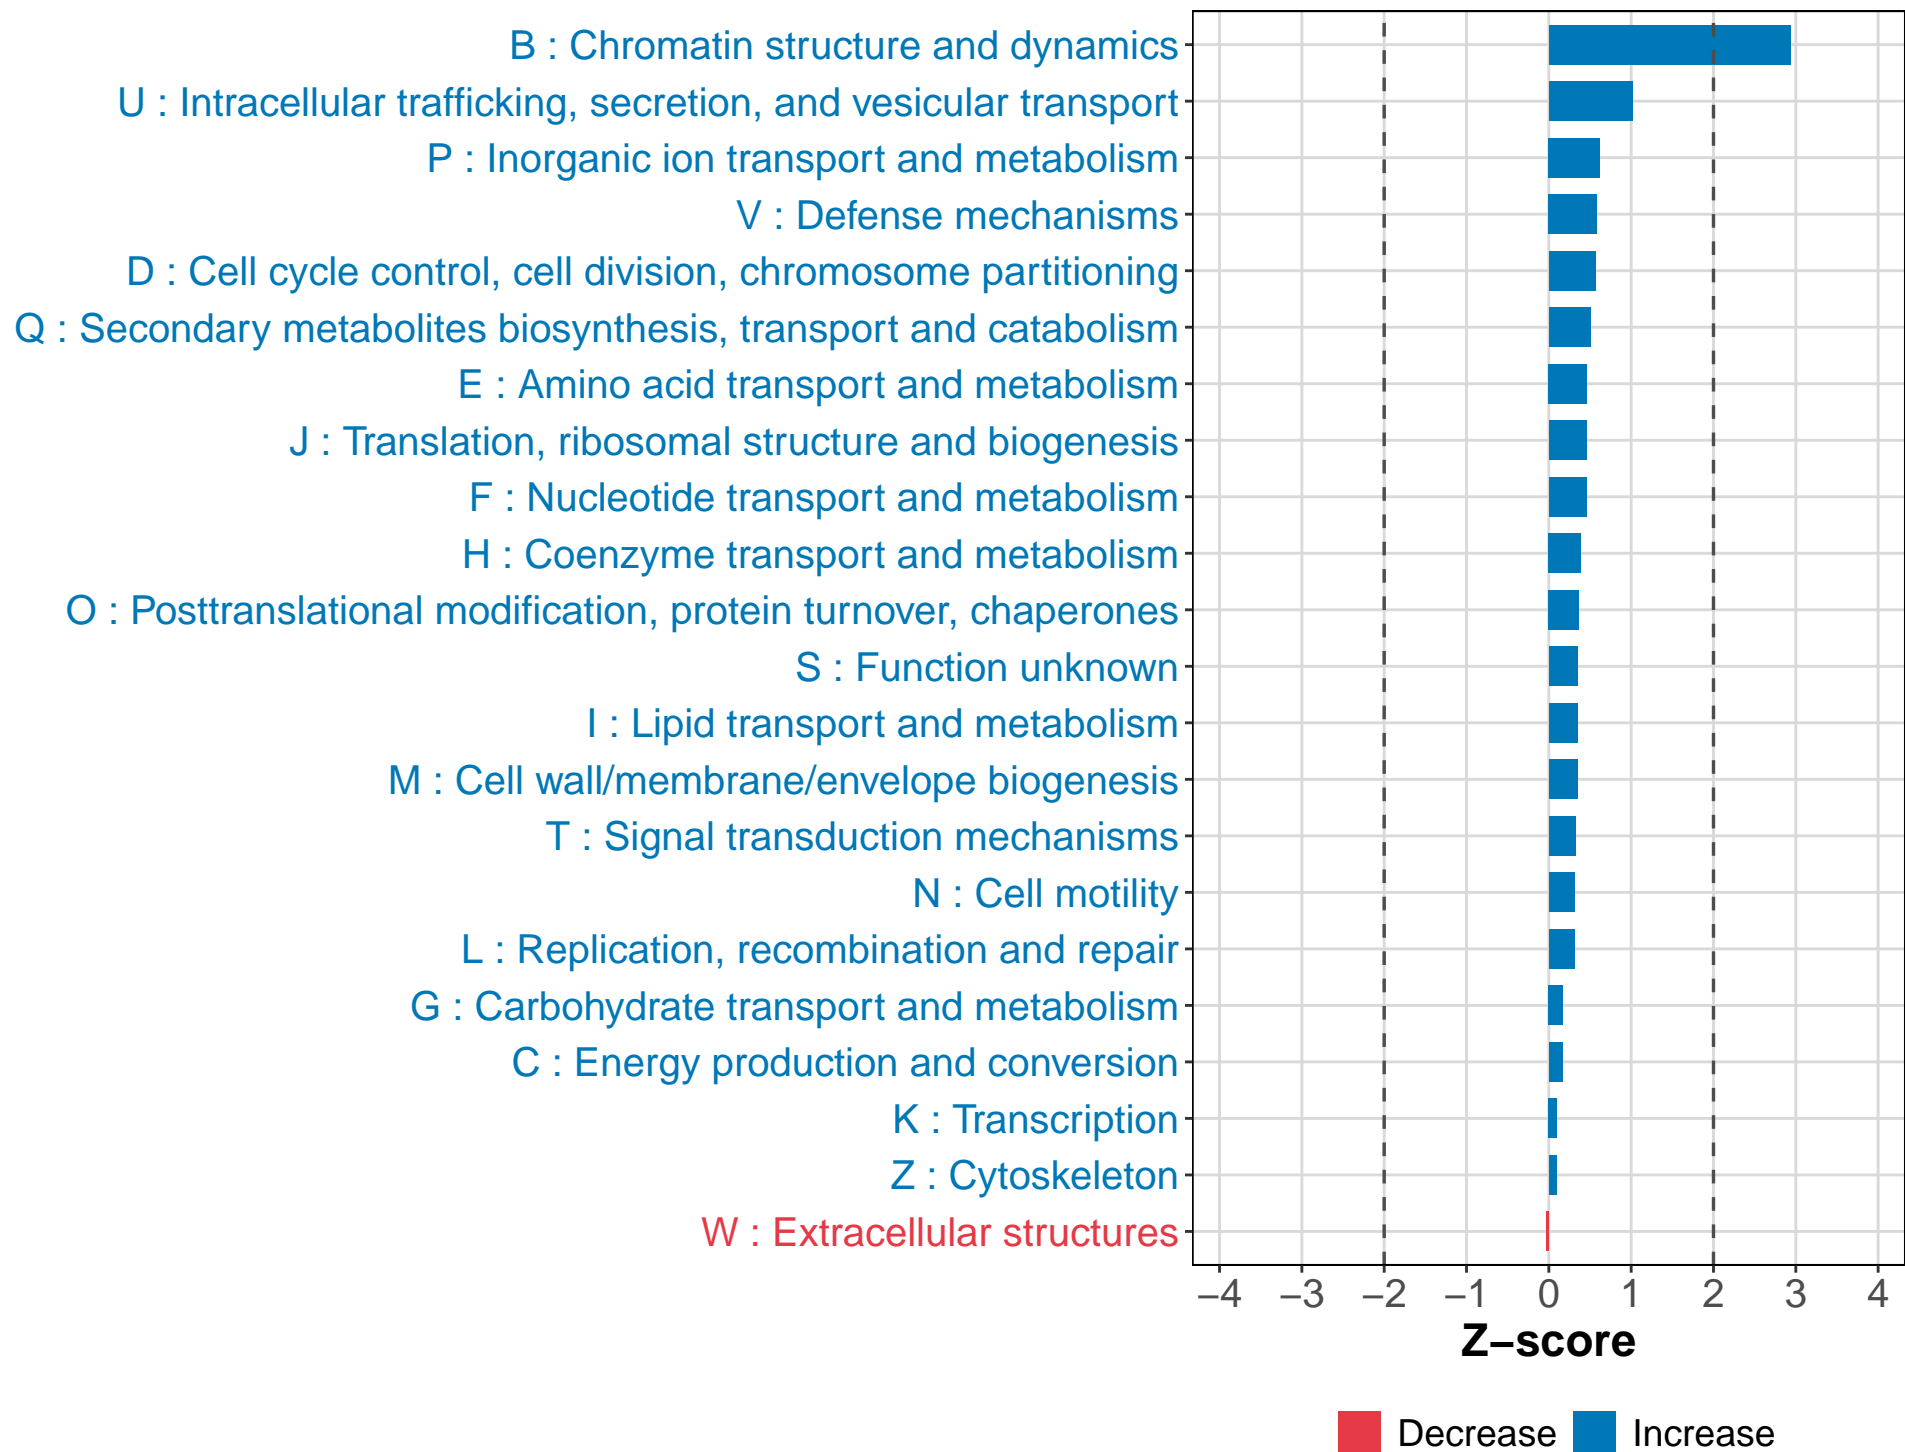 B : Chromatin structure and dynamics
U : Intracellular trafficking, secretion, and vesicular transport
P : Inorganic ion transport and metabolism
V : Defense mechanisms
D : Cell cycle control, cell division, chromosome partitioning
Q : Secondary metabolites biosynthesis, transport and catabolism
E : Amino acid transport and metabolism
J : Translation, ribosomal structure and biogenesis
F : Nucleotide transport and metabolism
H : Coenzyme transport and metabolism
O : Posttranslational modification, protein turnover, chaperones
S : Function unknown
I : Lipid transport and metabolism
M : Cell wall/membrane/envelope biogenesis
T : Signal transduction mechanisms
N : Cell motility
L : Replication, recombination and repair
G : Carbohydrate transport and metabolism
C : Energy production and conversion
K : Transcription
Z : Cytoskeleton
W : Extracellular structures
−4 −3 −2 −1 0 1 2 3 4
Z−score
Decrease Increase